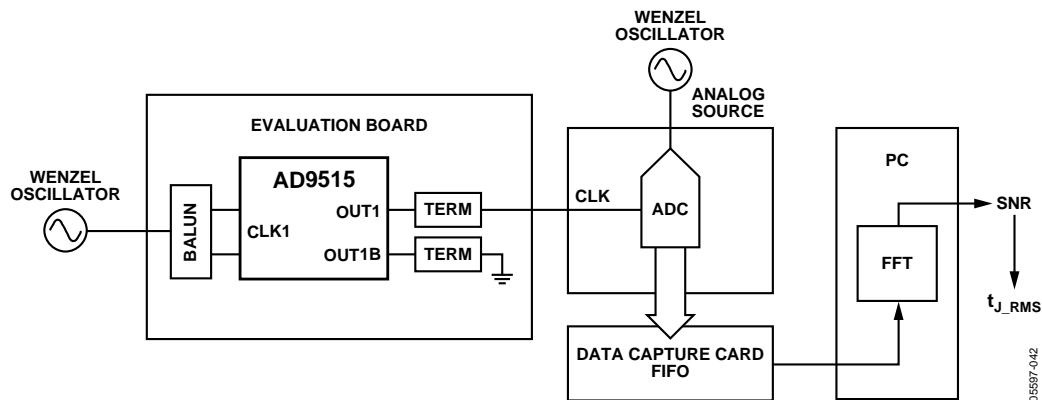 WENZEL
OSCILLATOR
ANALOG
SOURCE
EVALUATION BOARD
PC
WENZEL
OSCILLATOR
BALUN
AD9515
CLK1
OUT1
OUT1B
TERM
TERM
CLK
ADC
FFT
SNR
tJ_RMS
DATA CAPTURE CARD
FIFO
05597-042